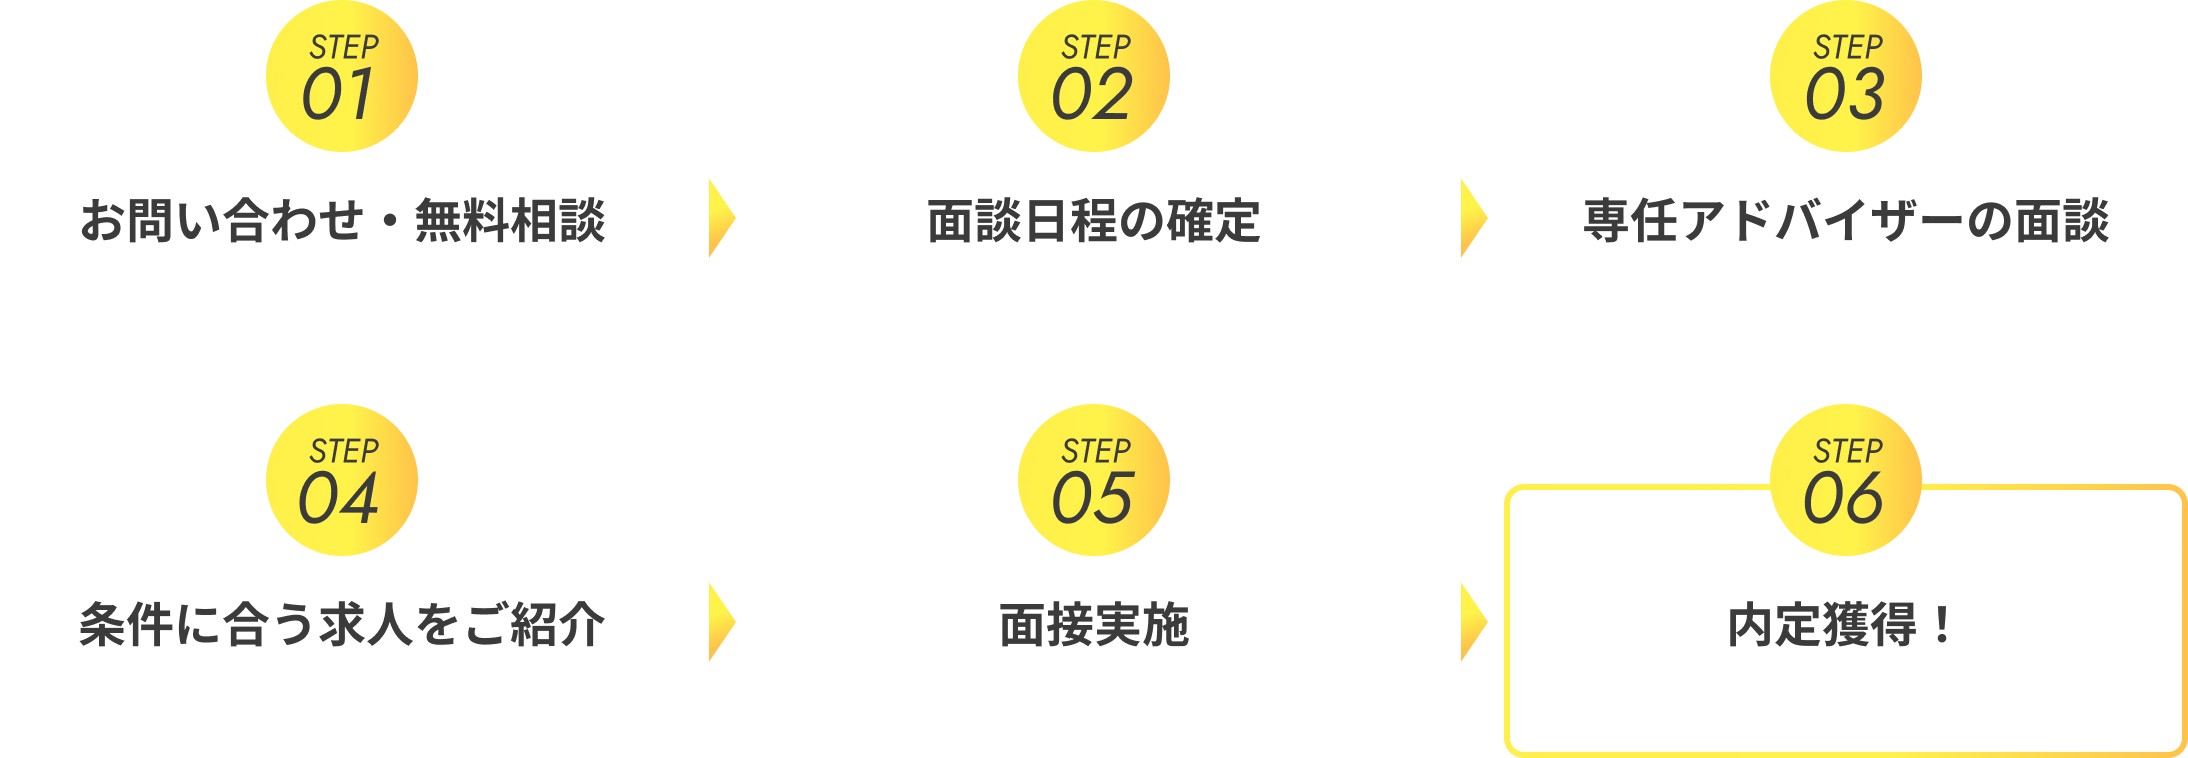 STEP
01
お問い合わせ・無料相談
STEP
02
面談日程の確定
STEP
03
専任アドバイザーの面談
STEP
04
条件に合う求人をご紹介
STEP
05
面接実施
STEP
06
内定獲得！